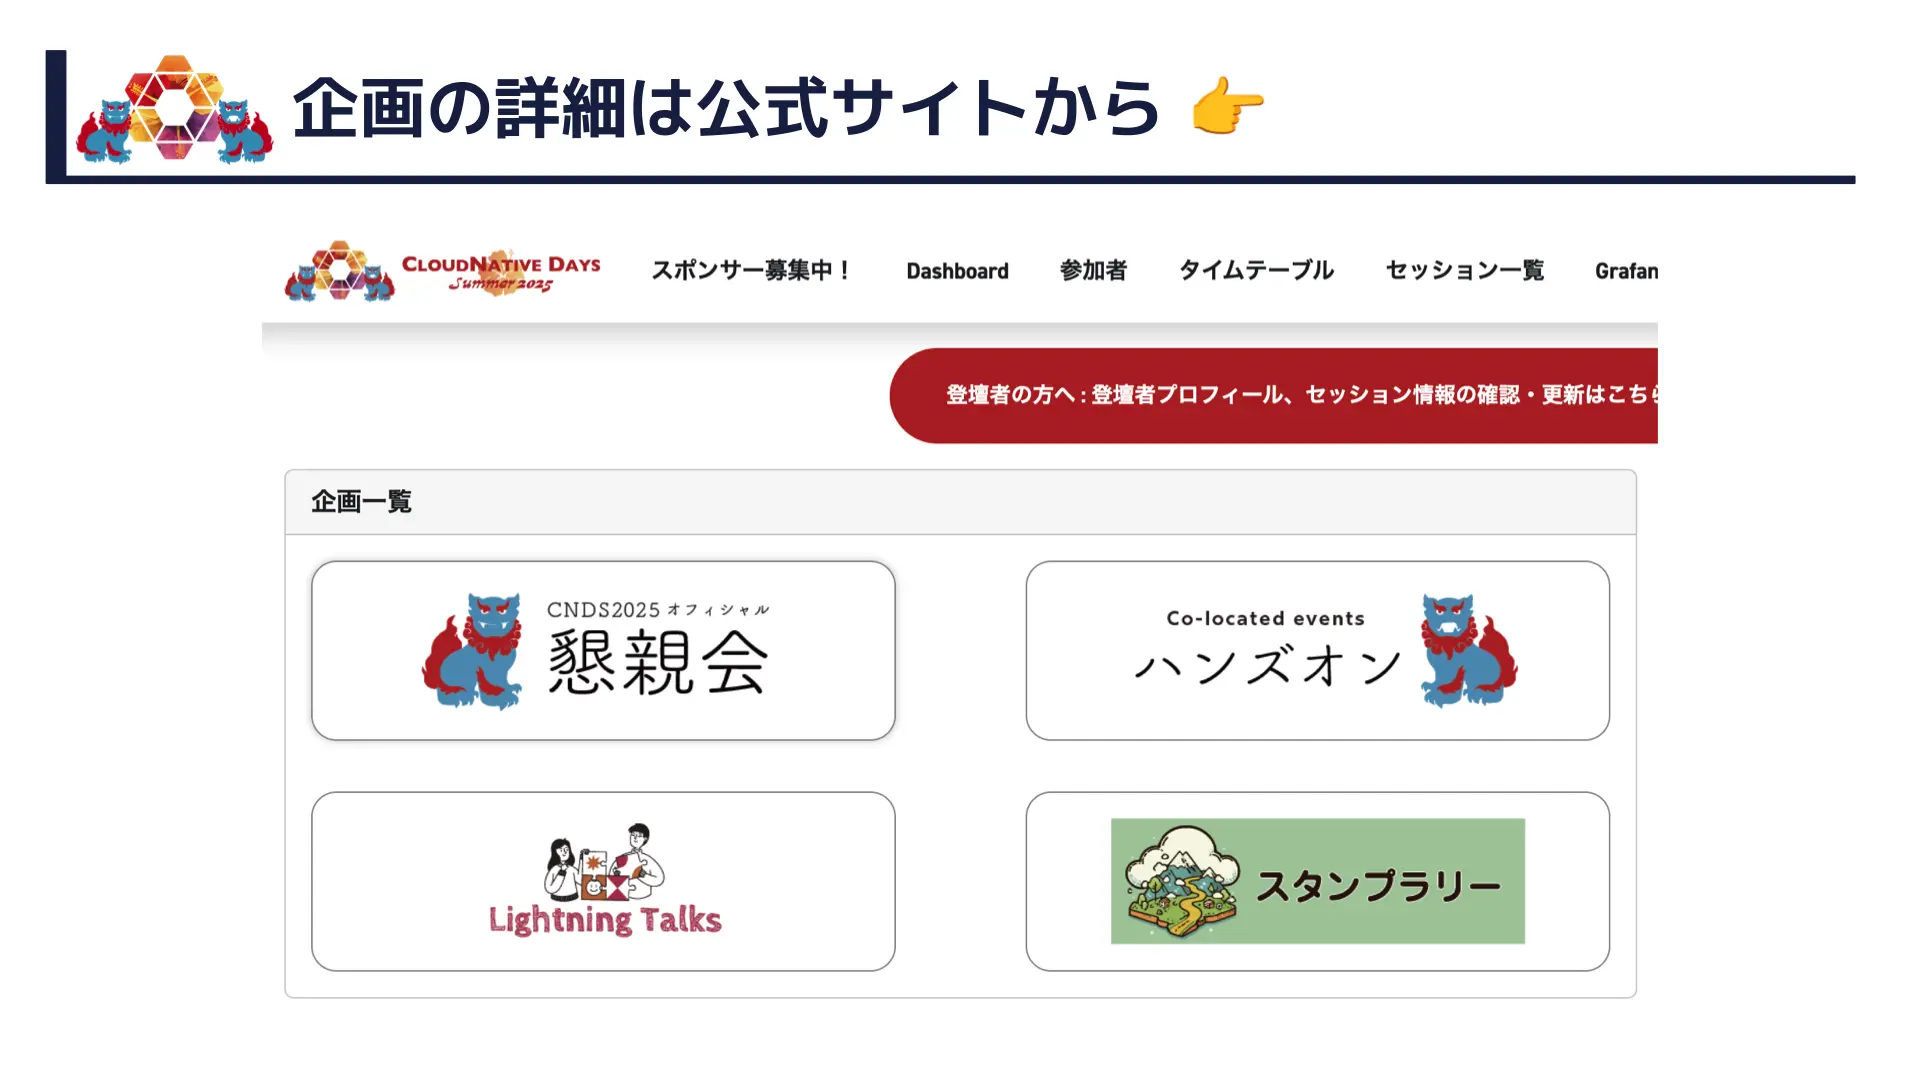 企画の詳細は公式サイトから 👉
CLOUDNATIVE DAYS
Summer 2025
スポンサー募集中！ Dashboard 参加者 タイムテーブル セッション一覧 Grafan
登壇者の方へ : 登壇者プロフィール、セッション情報の確認・更新はこちら
企画一覧
CNDS2025 オフィシャル
懇親会
Co-located events
ハンズオン
Lightning Talks
スタンプラリー